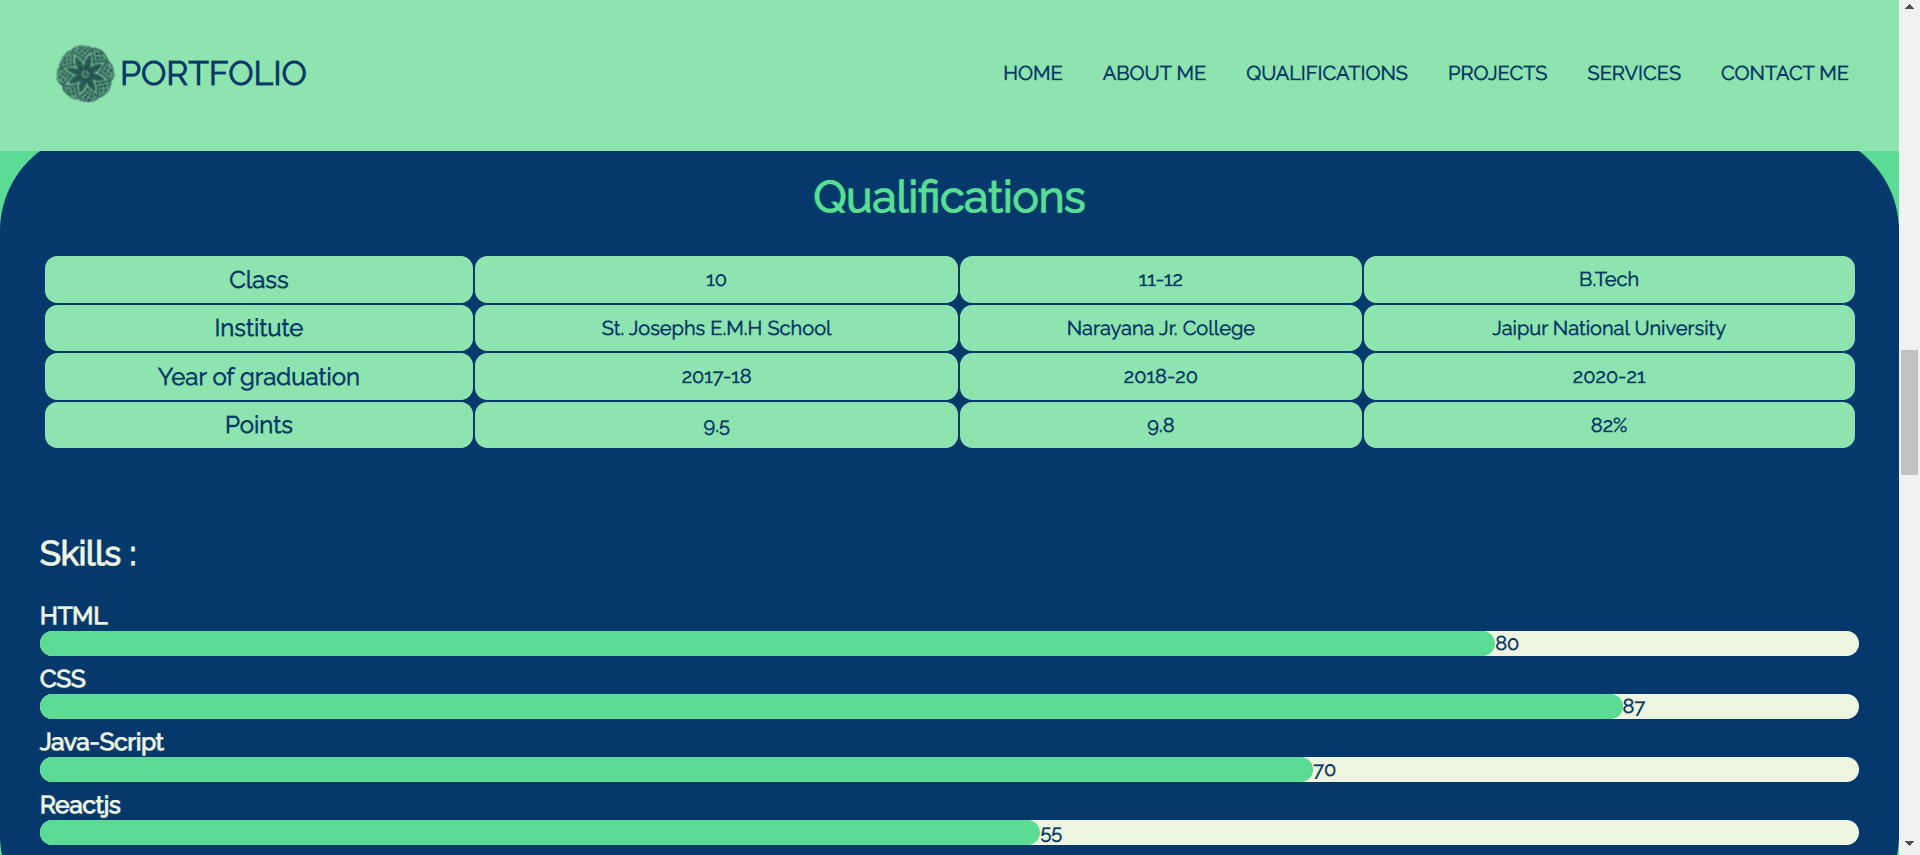 PORTFOLIO
HOME ABOUT ME QUALIFICATIONS PROJECTS SERVICES CONTACT ME
Qualifications
Class 10 11-12 B.Tech
Institute St. Josephs E.M.H School Narayana Jr. College Jaipur National University
Year of graduation 2017-18 2018-20 2020-21
Points 9.5 9.8 82%
Skills :
HTML
80
CSS
87
Java-Script
70
Reactjs
55